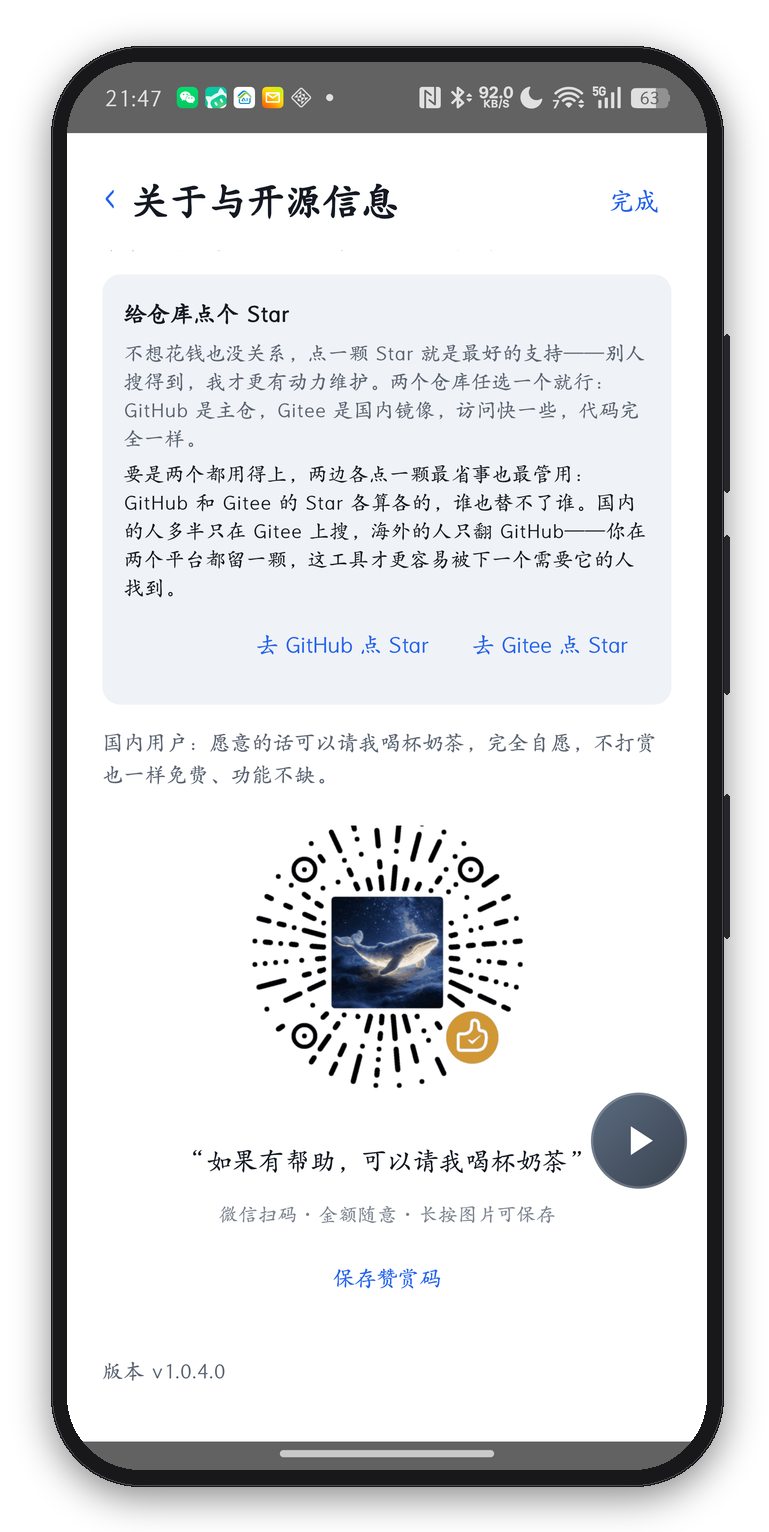 21:47
92.0
KB/S
7
5G
63
关于与开源信息
完成
给仓库点个 Star
不想花钱也没关系，点一颗 Star 就是最好的支持——别人
搜得到，我才更有动力维护。两个仓库任选一个就行：
GitHub 是主仓，Gitee 是国内镜像，访问快一些，代码完
全一样。
要是两个都用得上，两边各点一颗最省事也最管用：
GitHub 和 Gitee 的 Star 各算各的，谁也替不了谁。国内
的人多半只在 Gitee 上搜，海外的人只翻 GitHub——你在
两个平台都留一颗，这工具才更容易被下一个需要它的人
找到。
去 GitHub 点 Star
去 Gitee 点 Star
国内用户：愿意的话可以请我喝杯奶茶，完全自愿，不打赏
也一样免费、功能不缺。
“如果有帮助，可以请我喝杯奶茶”
微信扫码 · 金额随意 · 长按图片可保存
保存赞赏码
版本 v1.0.4.0